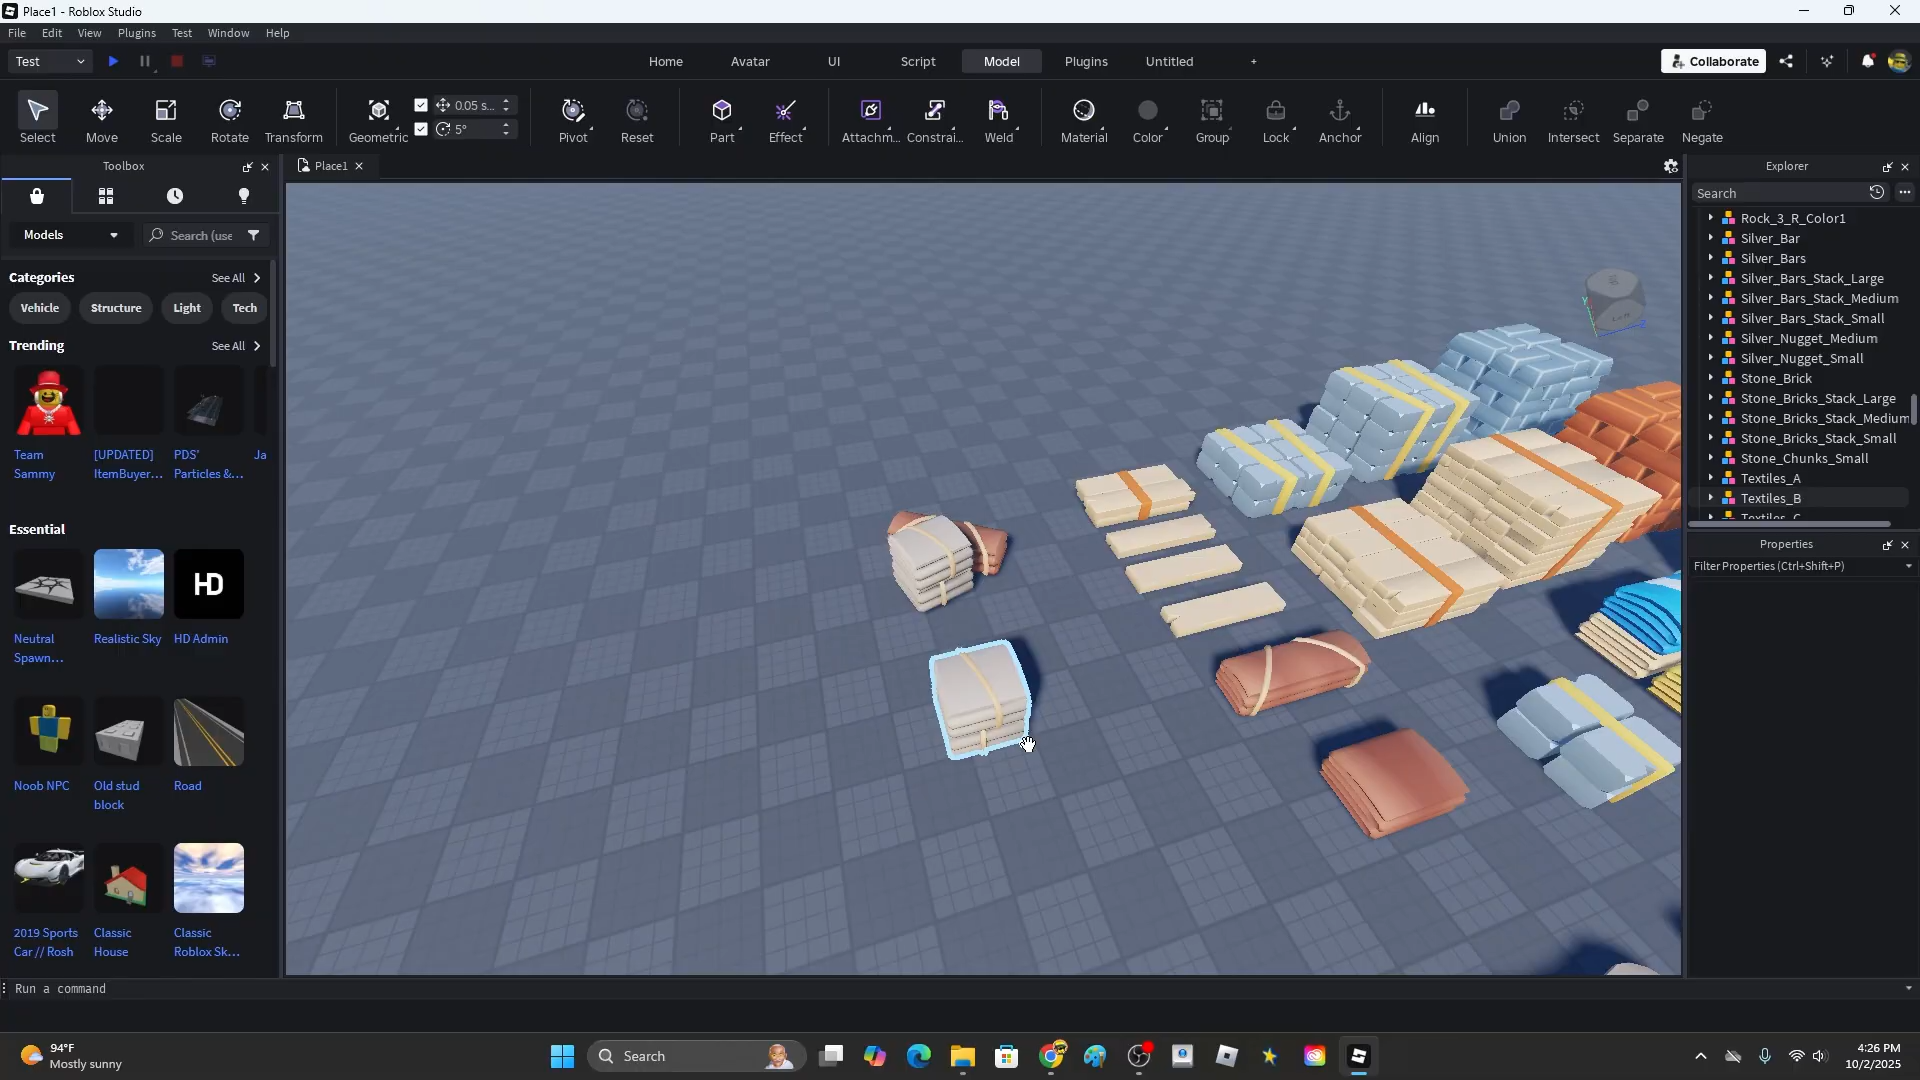 Place1 - Roblox Studio
File Edit View Plugins Test Window Help
Test
Home Avatar UI Script Model Plugins Untitled +
Collaborate
Select Move Scale Rotate Transform Geometric
0.05 s...
5°
Pivot Reset Part Effect Attachm... Constrai... Weld Material Color Group Lock Anchor Align Union Intersect Separate Negate
Toolbox
Place1
Explorer
Models
Search (use
Search
Categories
See All
Vehicle Structure Light Tech
Trending
See All
Team Sammy
[UPDATED] ItemBuyer...
PDS' Particles &...
Ja
Essential
Neutral Spawn...
Realistic Sky
HD
HD Admin
Noob NPC
Old stud block
Road
2019 Sports Car // Rosh
Classic House
Classic Roblox Sk...
Rock_3_R_Color1
Silver_Bar
Silver_Bars
Silver_Bars_Stack_Large
Silver_Bars_Stack_Medium
Silver_Bars_Stack_Small
Silver_Nugget_Medium
Silver_Nugget_Small
Stone_Brick
Stone_Bricks_Stack_Large
Stone_Bricks_Stack_Medium
Stone_Bricks_Stack_Small
Stone_Chunks_Small
Textiles_A
Textiles_B
Textiles_C
Properties
Filter Properties (Ctrl+Shift+P)
Y
Z
Run a command
94°F
Mostly sunny
Search
4:26 PM
10/2/2025